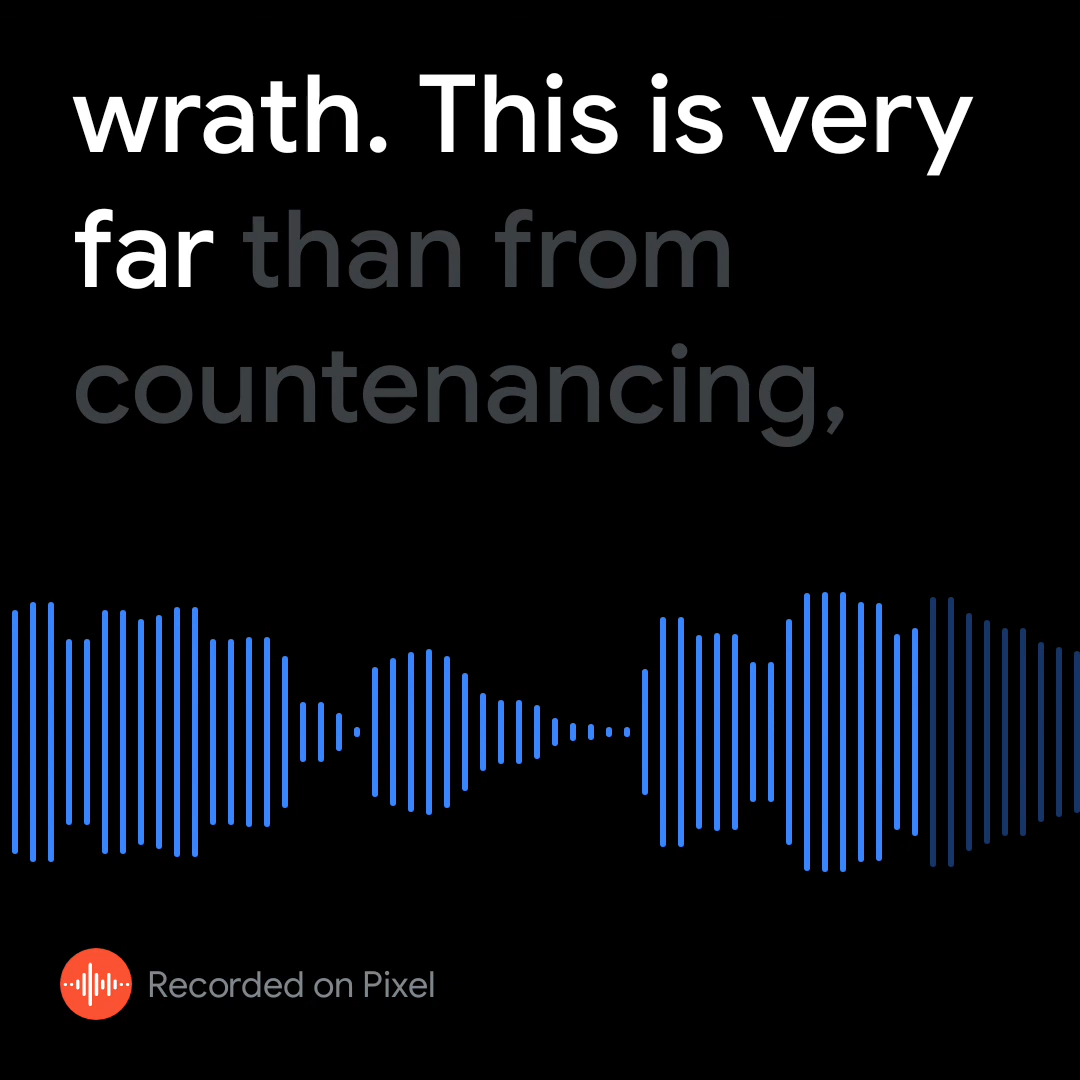 wrath. This is very
far than from
countenancing,
Recorded on Pixel